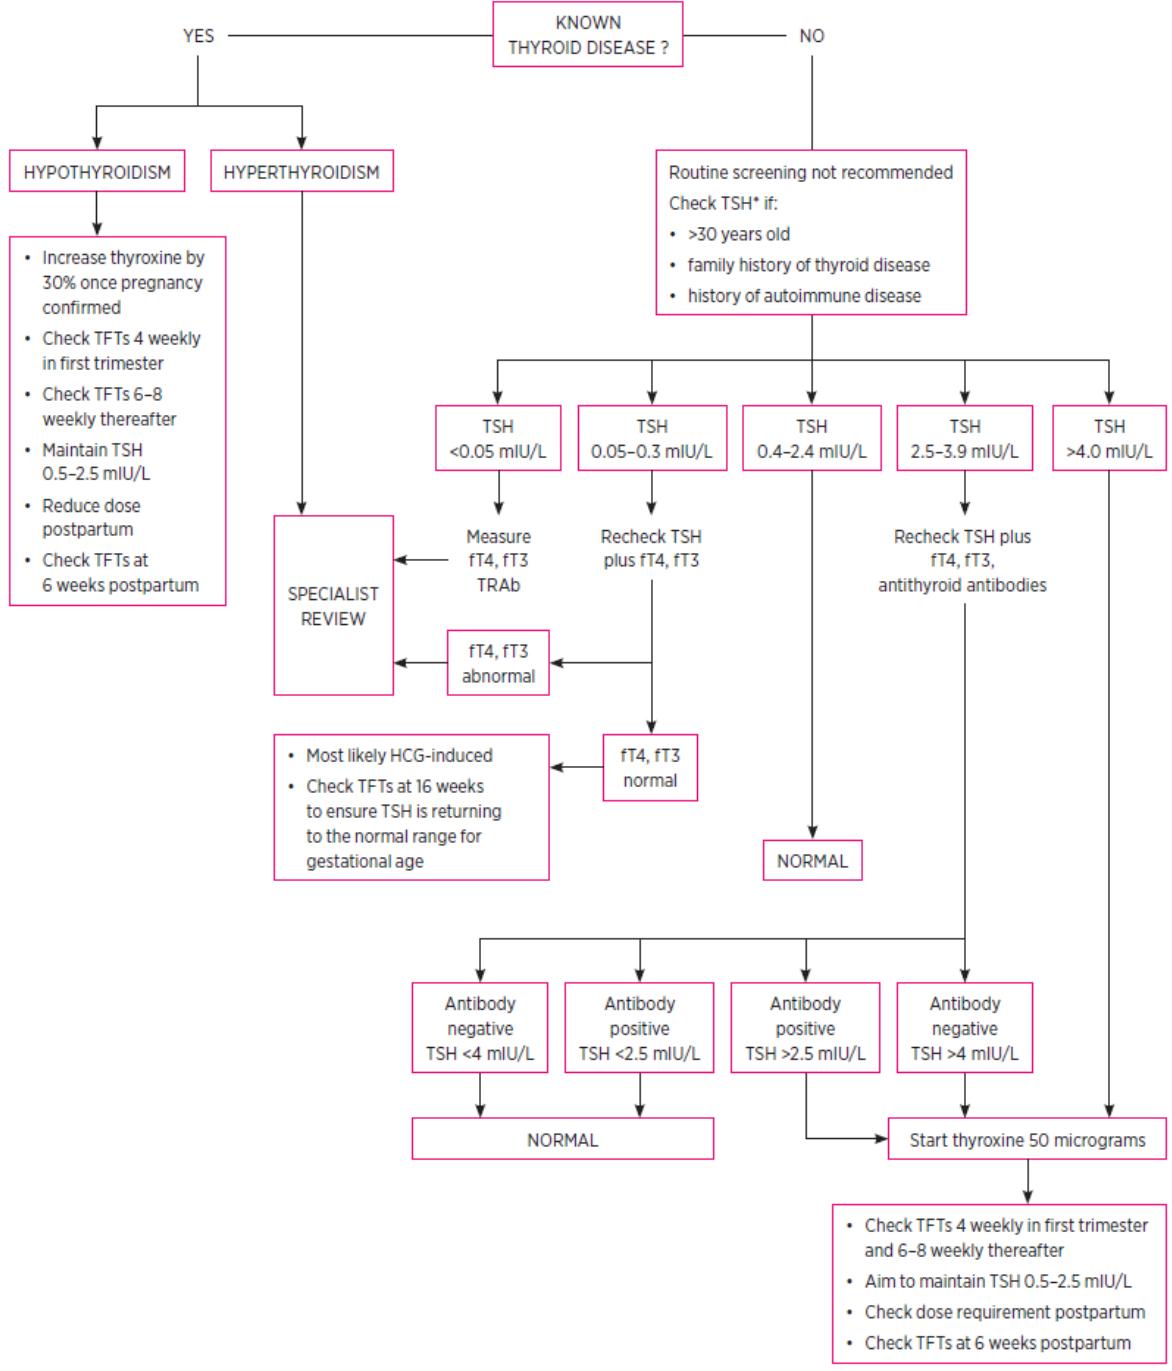 KNOWN
THYROID DISEASE ?
YES
NO
HYPOTHYROIDISM
HYPERTHYROIDISM
Routine screening not recommended
Check TSH* if:
• >30 years old
• family history of thyroid disease
• history of autoimmune disease
• Increase thyroxine by
30% once pregnancy
confirmed
• Check TFTs 4 weekly
in first trimester
• Check TFTs 6–8
weekly thereafter
• Maintain TSH
0.5–2.5 mIU/L
• Reduce dose
postpartum
• Check TFTs at
6 weeks postpartum
TSH
<0.05 mIU/L
TSH
0.05–0.3 mIU/L
TSH
0.4–2.4 mIU/L
TSH
2.5–3.9 mIU/L
TSH
>4.0 mIU/L
Measure
fT4, fT3
TRAb
Recheck TSH
plus fT4, fT3
Recheck TSH plus
fT4, fT3,
antithyroid antibodies
SPECIALIST
REVIEW
fT4, fT3
abnormal
• Most likely HCG-induced
• Check TFTs at 16 weeks
to ensure TSH is returning
to the normal range for
gestational age
fT4, fT3
normal
NORMAL
Antibody
negative
TSH <4 mIU/L
Antibody
positive
TSH <2.5 mIU/L
Antibody
positive
TSH >2.5 mIU/L
Antibody
negative
TSH >4 mIU/L
NORMAL
Start thyroxine 50 micrograms
• Check TFTs 4 weekly in first trimester
and 6–8 weekly thereafter
• Aim to maintain TSH 0.5–2.5 mIU/L
• Check dose requirement postpartum
• Check TFTs at 6 weeks postpartum